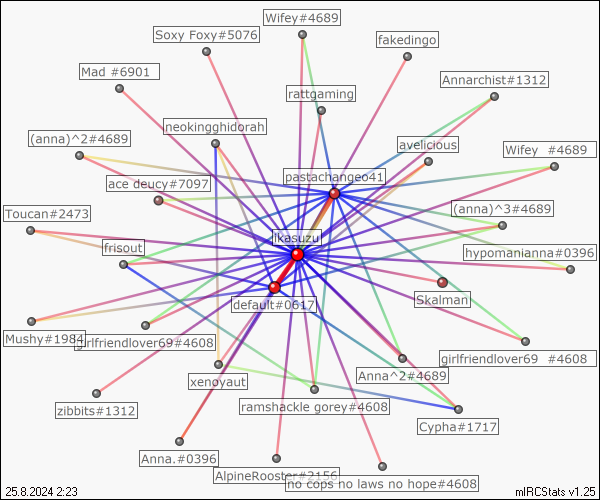 Wifey#4689
Soxy Foxy#5076
fakedingo
Mad #6901
Annarchist#1312
rattgaming
neokingghidorah
(anna)^2#4689
avelicious
Wifey #4689
pastachangeo41
ace deucy#7097
Toucan#2473
(anna)^3#4689
ikasuzu
frisout
hypomanianna#0396
default#0617
Skalman
Mushy#1984
girlfriendlover69#4608
girlfriendlover69 #4608
xenoyaut
Anna^2#4689
zibbits#1312
ramshackle gorey#4608
Cypha#1717
Anna.#0396
AlpineRooster#2156
no cops no laws no hope#4608
25.8.2024 2:23
mIRCStats v1.25